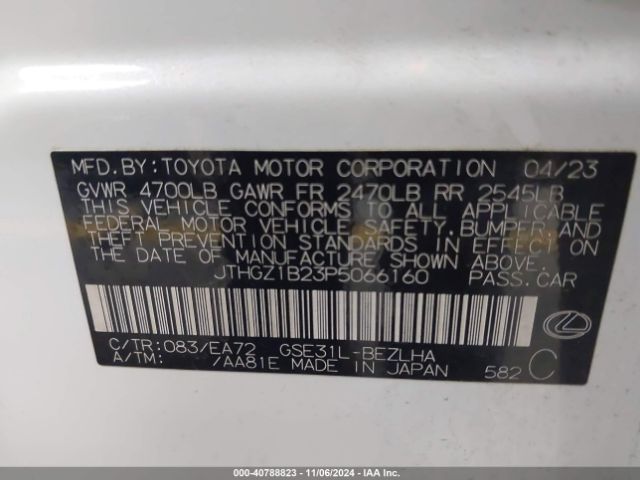 MFD.BY:TOYOTA MOTOR CORPORATION 04/23
GVWR 4700LB GAWR FR 2470LB RR 2545LB
THIS VEHICLE CONFORMS TO ALL APPLICABLE
FEDERAL MOTOR VEHICLE SAFETY,BUMPER,AND
THEFT PREVENTION STANDARDS IN EFFECT ON
THE DATE OF MANUFACTURE SHOWN ABOVE.
JTHGZ1B23P5066160 PASS.CAR
C/TR:083/EA72 GSE31L-BEZLHA
A/TM: /AA81E MADE IN JAPAN 582 C
000-40788823 - 11/06/2024 - IAA Inc.